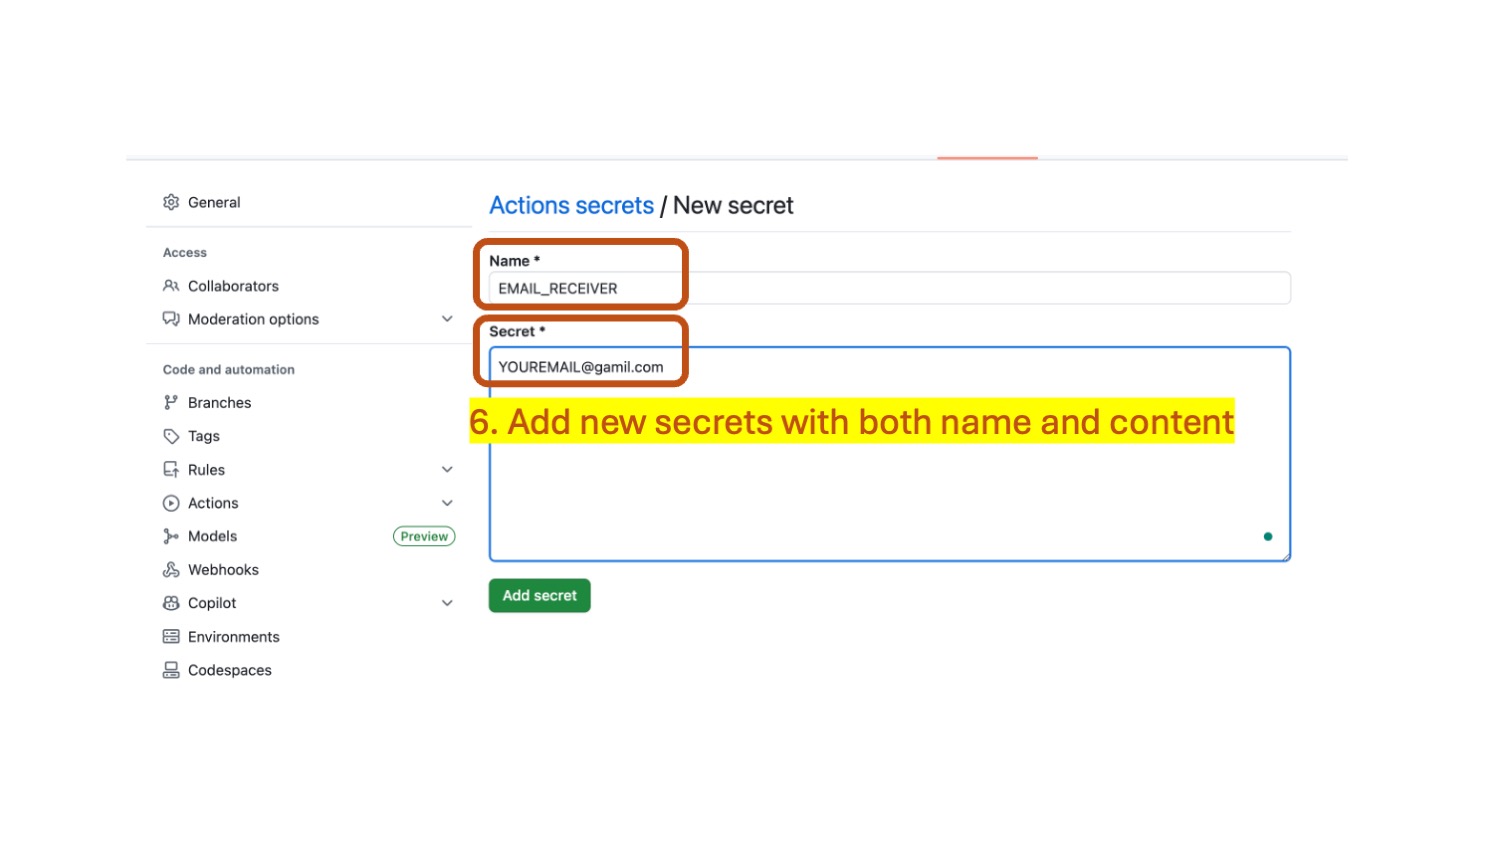 General
Access
Collaborators
Moderation options
Code and automation
Branches
Tags
Rules
Actions
Models Preview
Webhooks
Copilot
Environments
Codespaces
Actions secrets / New secret
Name *
EMAIL_RECEIVER
Secret *
YOUREMAIL@gamil.com
6. Add new secrets with both name and content
Add secret